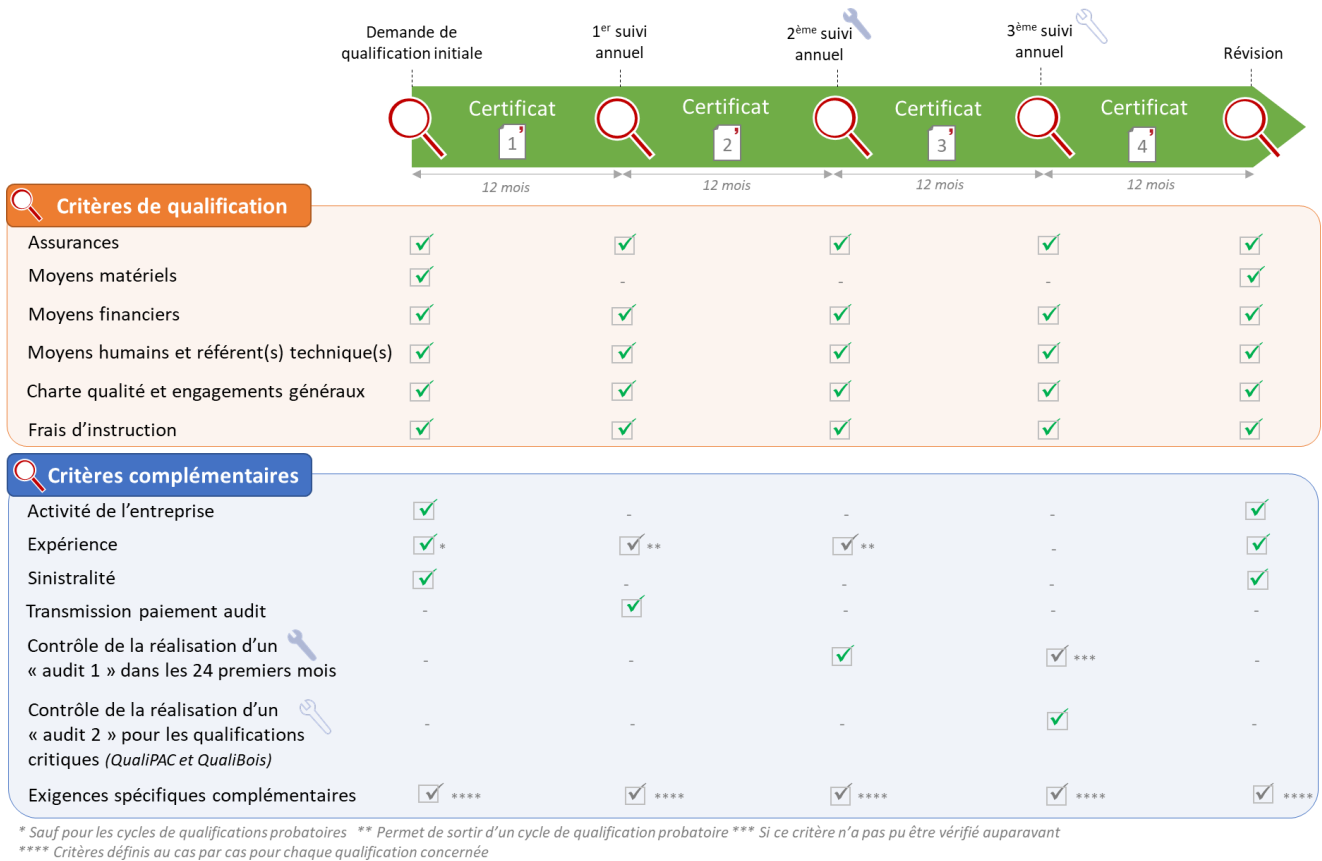 Demande de
qualification initiale
1er suivi
annuel
2ème suivi
annuel
3ème suivi
annuel
Révision
Certificat
1
Certificat
2
Certificat
3
Certificat
4
12 mois
12 mois
12 mois
12 mois
Critères de qualification
Assurances
Moyens matériels - - -
Moyens financiers
Moyens humains et référent(s) technique(s)
Charte qualité et engagements généraux
Frais d’instruction
Critères complémentaires
Activité de l’entreprise - - -
Expérience * ** ** -
Sinistralité - - -
Transmission paiement audit - - - -
Contrôle de la réalisation d’un
« audit 1 » dans les 24 premiers mois - - *** -
Contrôle de la réalisation d’un
« audit 2 » pour les qualifications - - - -
critiques (QualiPAC et QualiBois)
Exigences spécifiques complémentaires **** **** **** **** ****
* Sauf pour les cycles de qualifications probatoires ** Permet de sortir d’un cycle de qualification probatoire *** Si ce critère n’a pas pu être vérifié auparavant
**** Critères définis au cas par cas pour chaque qualification concernée